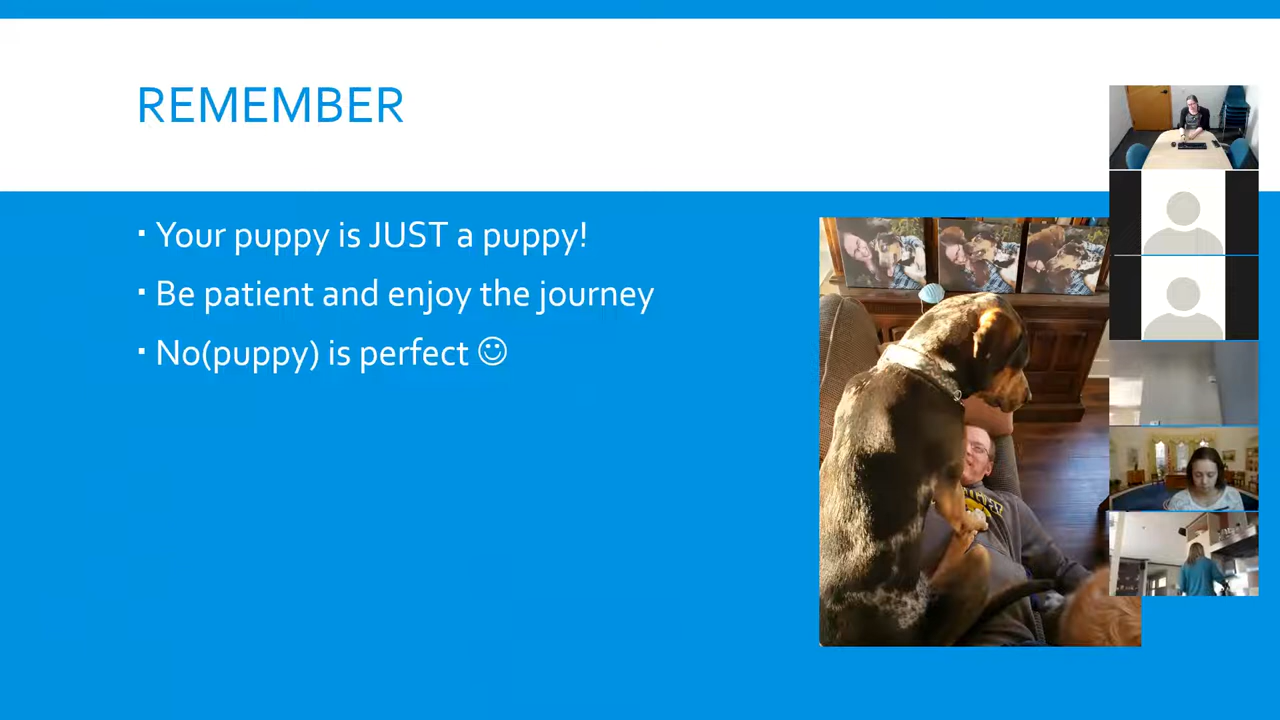 REMEMBER
▪ Your puppy is JUST a puppy!
▪ Be patient and enjoy the journey
▪ No(puppy) is perfect ☺